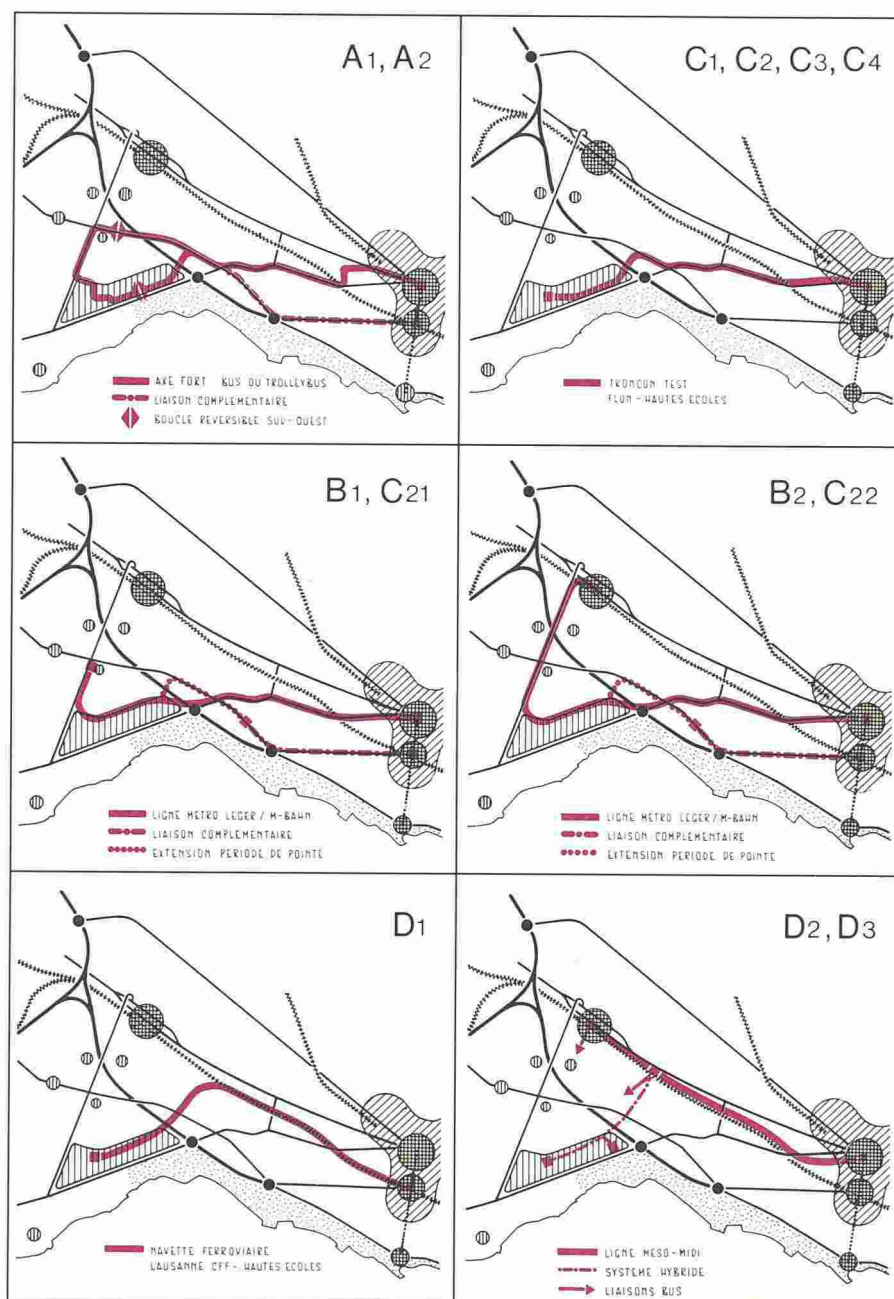 A1, A2
AXE FORT BUS OU TROLLEYBUS
LIAISON COMPLEMENTAIRE
BOUCLE REVERSIBLE SUD-OUEST
C1, C2, C3, C4
TRONCON TEST
FLON-HAUTES ECOLES
B1, C21
LIGNE METRO LEGER / M-BAHN
LIAISON COMPLEMENTAIRE
EXTENSION PERIODE DE POINTE
B2, C22
LIGNE METRO LEGER / M-BAHN
LIAISON COMPLEMENTAIRE
EXTENSION PERIODE DE POINTE
D1
NAVETTE FERROVIAIRE
LAUSANNE CFF-HAUTES ECOLES
D2, D3
LIGNE MESO-MIDI
SYSTEME HYBRIDE
LIAISONS BUS